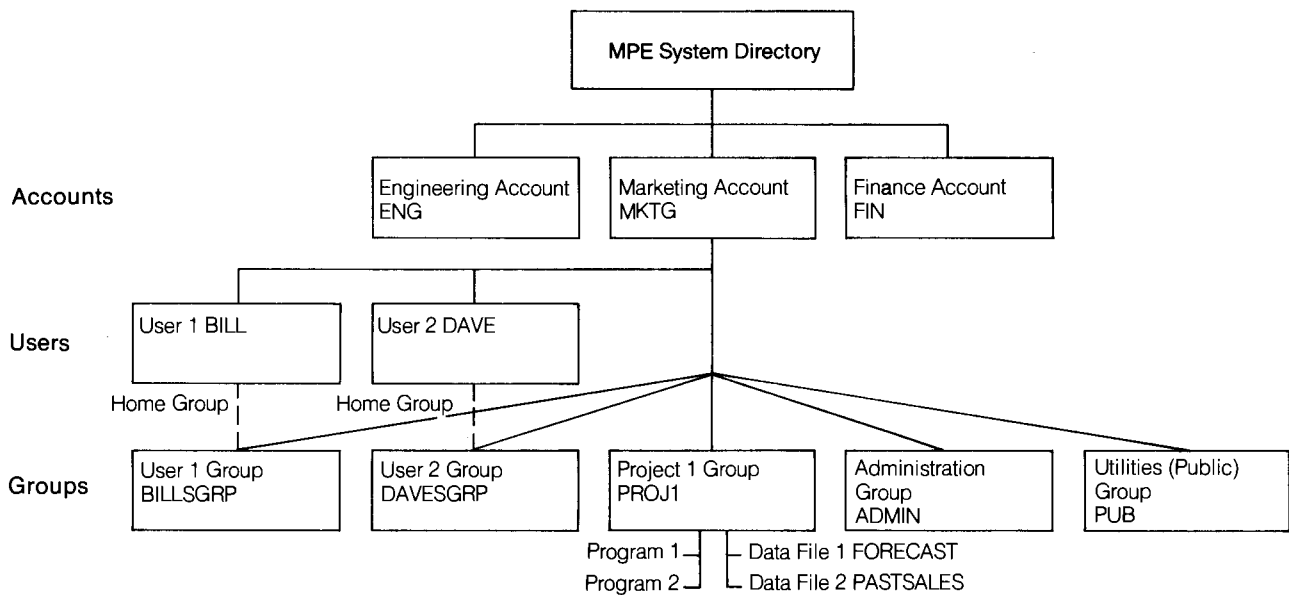 MPE System Directory
Accounts
Engineering Account
ENG
Marketing Account
MKTG
Finance Account
FIN
Users
User 1 BILL
User 2 DAVE
Home Group
Home Group
Groups
User 1 Group
BILLSGRP
User 2 Group
DAVESGRP
Project 1 Group
PROJ1
Administration
Group
ADMIN
Utilities (Public)
Group
PUB
Program 1
Program 2
Data File 1 FORECAST
Data File 2 PASTSALES